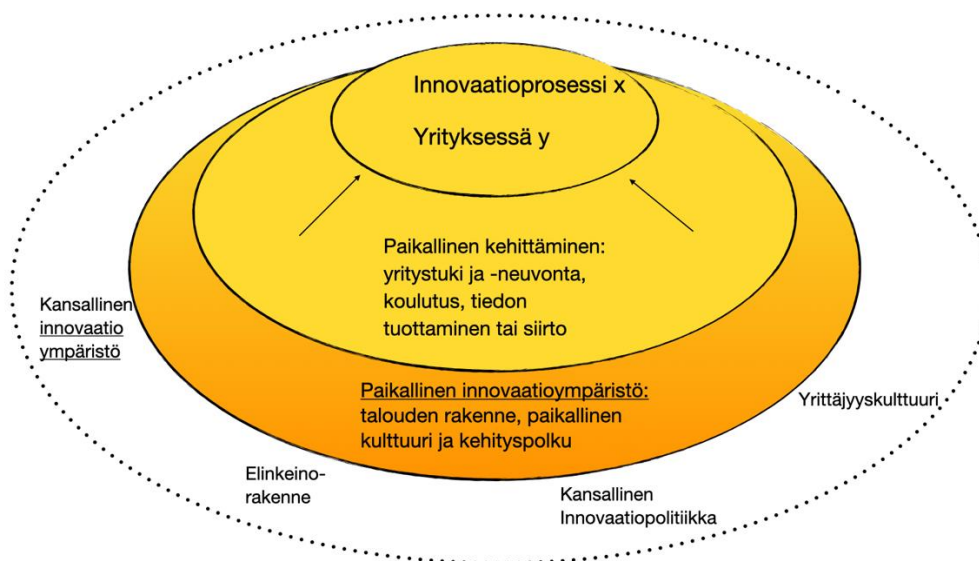 Innovaatioprosessi x
Yrityksessä y
Paikallinen kehittäminen:
yritystuki ja -neuvonta,
koulutus, tiedon
tuottaminen tai siirto
Kansallinen
innovaatio
ympäristö
Paikallinen innovaatioympäristö:
talouden rakenne, paikallinen
kulttuuri ja kehityspolku
Yrittäjyyskulttuuri
Elinkeino-
rakenne
Kansallinen
Innovaatiopolitiikka